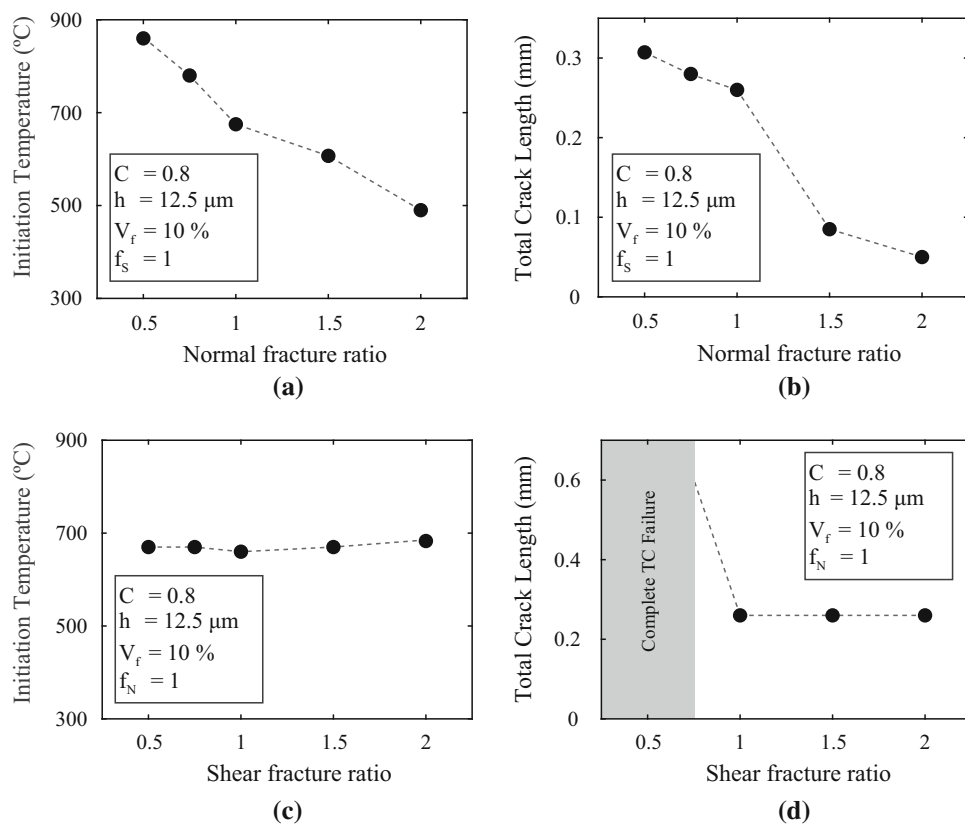 Initiation Temperature (ºC)
900
700
500
300
C = 0.8
h = 12.5 μm
V_f = 10 %
f_S = 1
0.5 1 1.5 2
Normal fracture ratio
(a)
Total Crack Length (mm)
0.3
0.2
0.1
0
C = 0.8
h = 12.5 μm
V_f = 10 %
f_S = 1
0.5 1 1.5 2
Normal fracture ratio
(b)
Initiation Temperature (ºC)
900
700
500
300
C = 0.8
h = 12.5 μm
V_f = 10 %
f_N = 1
0.5 1 1.5 2
Shear fracture ratio
(c)
Total Crack Length (mm)
0.6
0.4
0.2
0
Complete TC Failure
C = 0.8
h = 12.5 μm
V_f = 10 %
f_N = 1
0.5 1 1.5 2
Shear fracture ratio
(d)